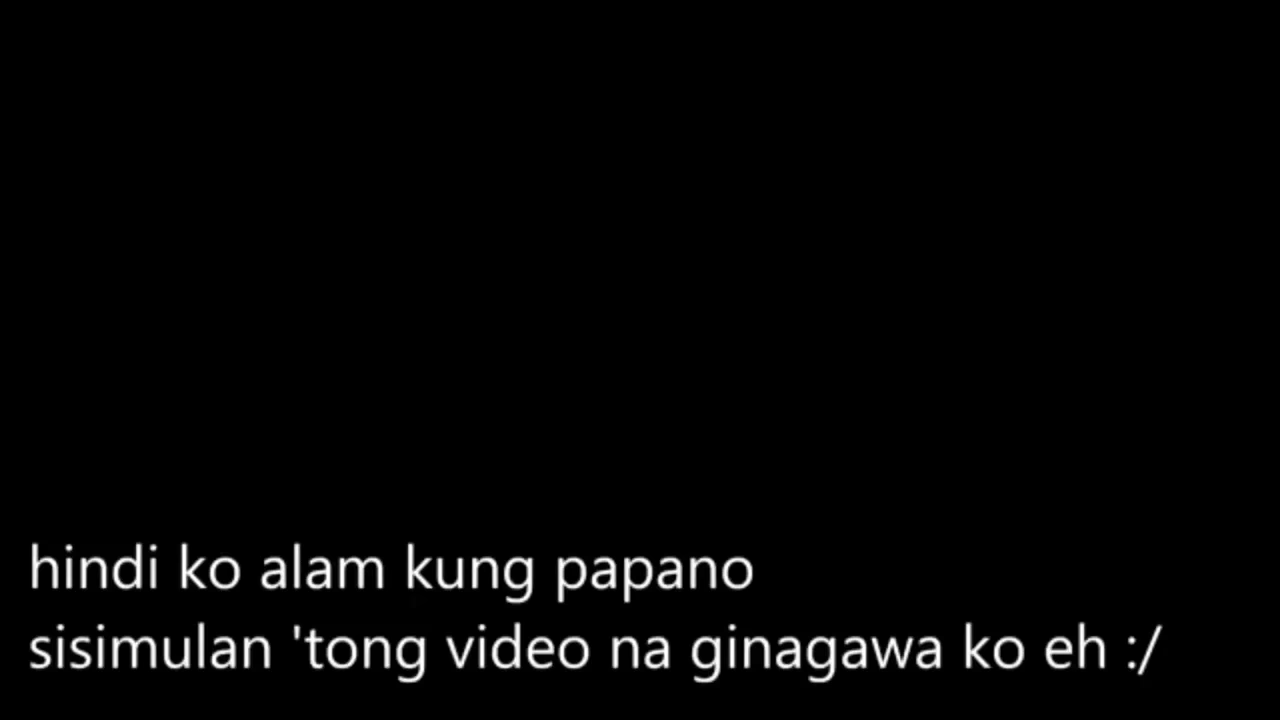 hindi ko alam kung papano
sisimulan 'tong video na ginagawa ko eh :/